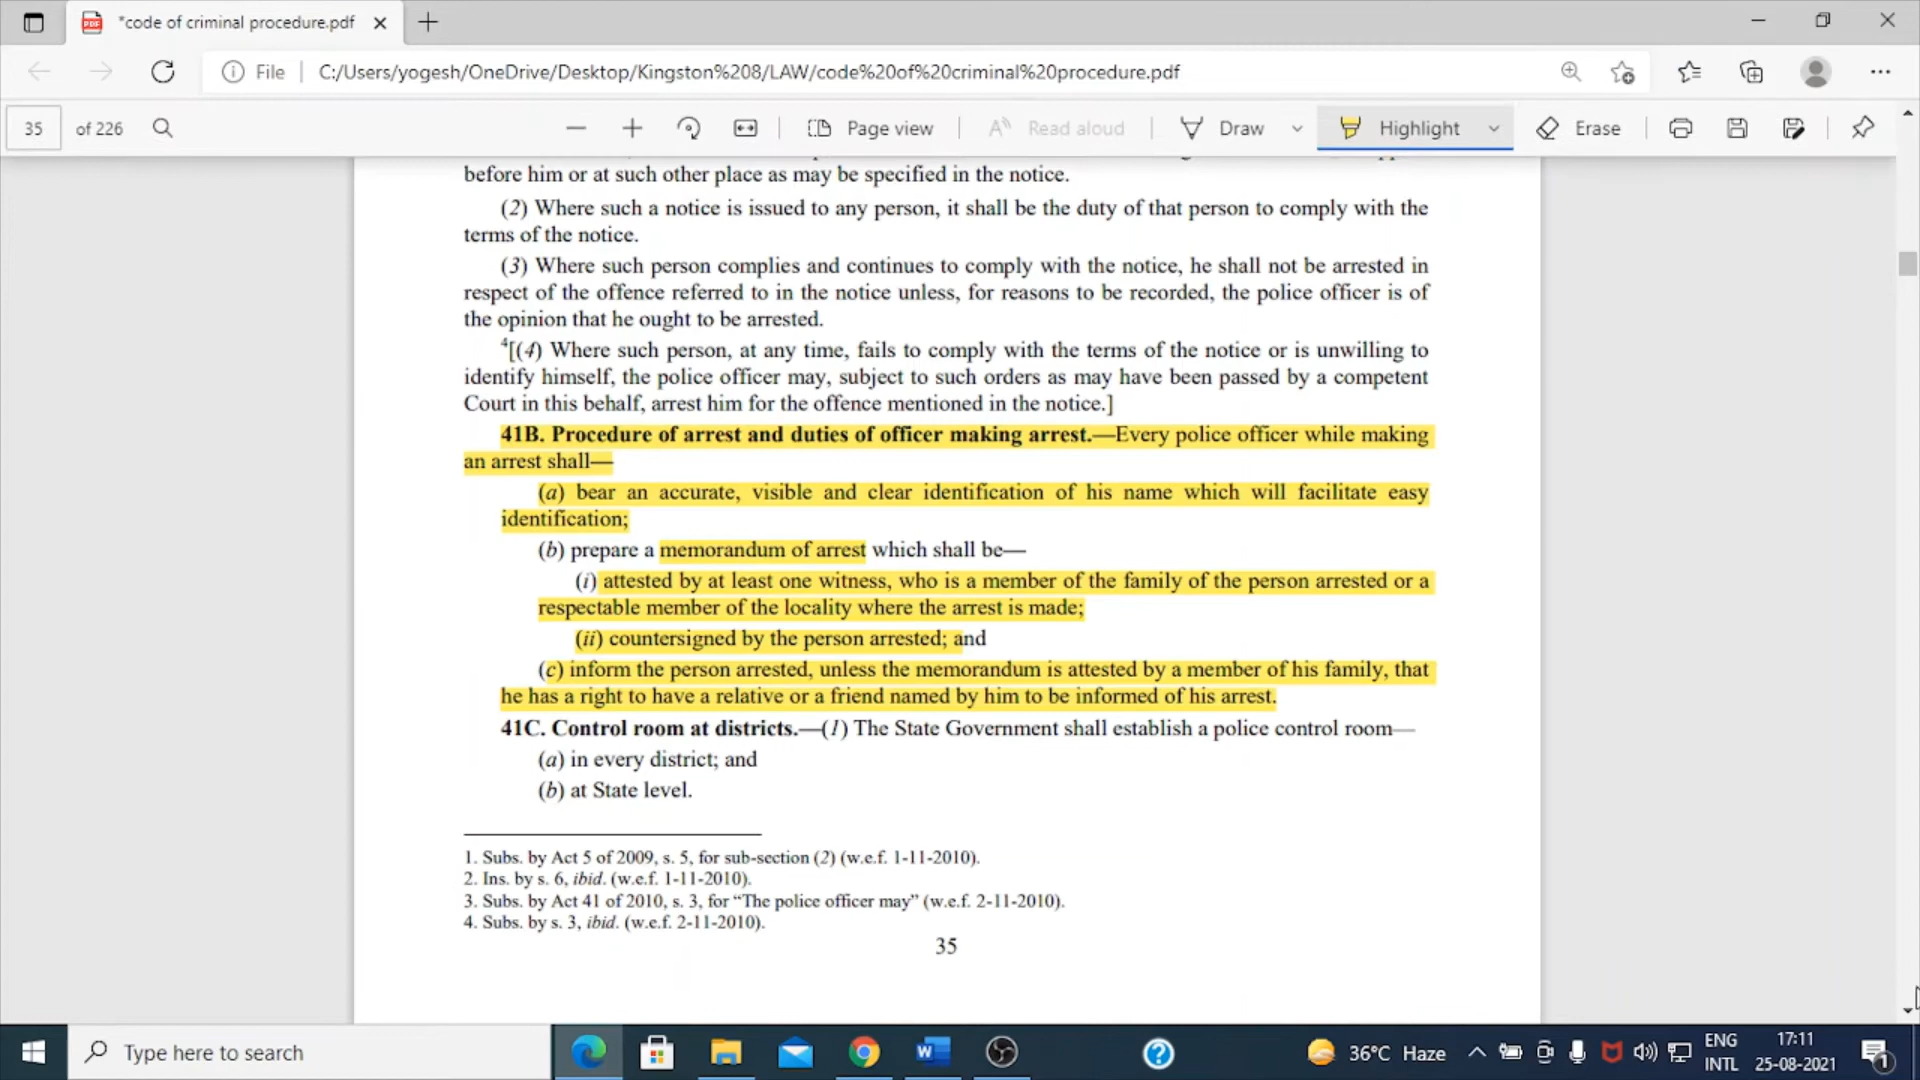 *code of criminal procedure.pdf
File
C:/Users/yogesh/OneDrive/Desktop/Kingston%208/LAW/code%20of%20criminal%20procedure.pdf
35 of 226
Page view
Read aloud
Draw
Highlight
Erase
before him or at such other place as may be specified in the notice.
(2) Where such a notice is issued to any person, it shall be the duty of that person to comply with the
terms of the notice.
(3) Where such person complies and continues to comply with the notice, he shall not be arrested in
respect of the offence referred to in the notice unless, for reasons to be recorded, the police officer is of
the opinion that he ought to be arrested.
4[(4) Where such person, at any time, fails to comply with the terms of the notice or is unwilling to
identify himself, the police officer may, subject to such orders as may have been passed by a competent
Court in this behalf, arrest him for the offence mentioned in the notice.]
41B. Procedure of arrest and duties of officer making arrest.—Every police officer while making
an arrest shall—
(a) bear an accurate, visible and clear identification of his name which will facilitate easy
identification;
(b) prepare a memorandum of arrest which shall be—
(i) attested by at least one witness, who is a member of the family of the person arrested or a
respectable member of the locality where the arrest is made;
(ii) countersigned by the person arrested; and
(c) inform the person arrested, unless the memorandum is attested by a member of his family, that
he has a right to have a relative or a friend named by him to be informed of his arrest.
41C. Control room at districts.—(1) The State Government shall establish a police control room—
(a) in every district; and
(b) at State level.
1. Subs. by Act 5 of 2009, s. 5, for sub-section (2) (w.e.f. 1-11-2010).
2. Ins. by s. 6, ibid. (w.e.f. 1-11-2010).
3. Subs. by Act 41 of 2010, s. 3, for “The police officer may” (w.e.f. 2-11-2010).
4. Subs. by s. 3, ibid. (w.e.f. 2-11-2010).
35
Type here to search
36°C Haze
ENG
INTL
17:11
25-08-2021
1